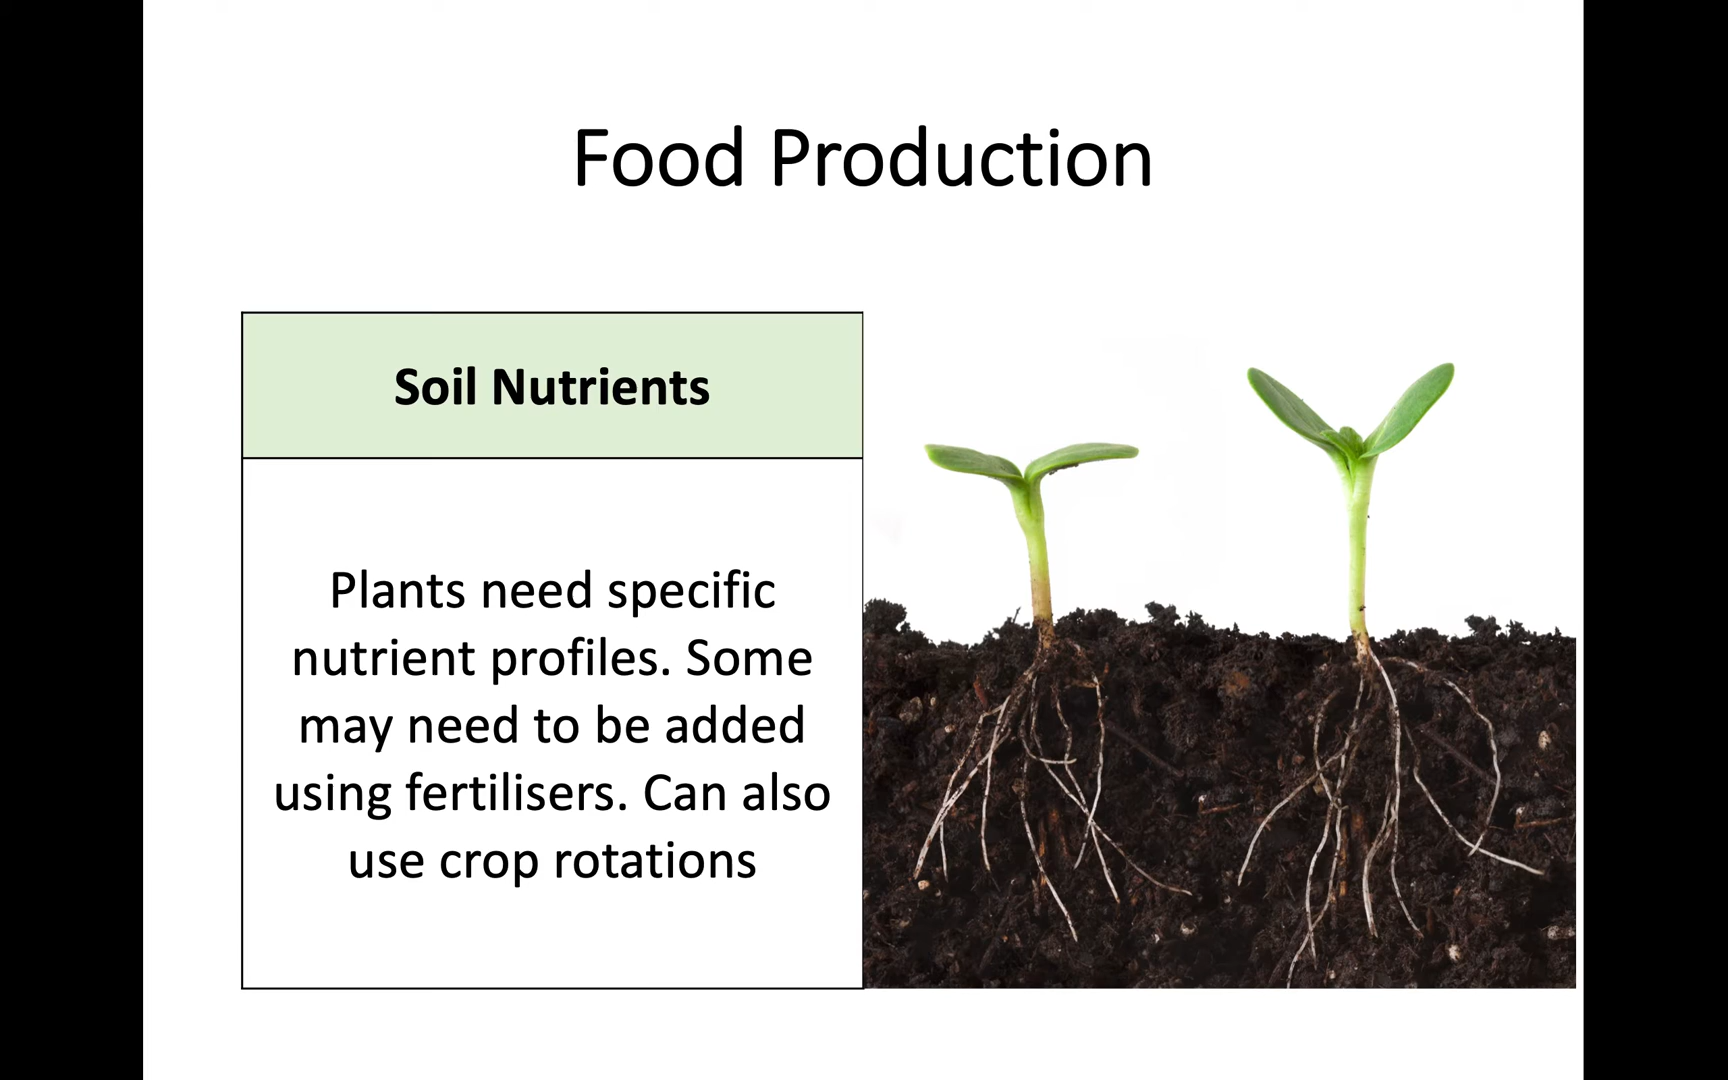 Food Production
Soil Nutrients
Plants need specific
nutrient profiles. Some
may need to be added
using fertilisers. Can also
use crop rotations